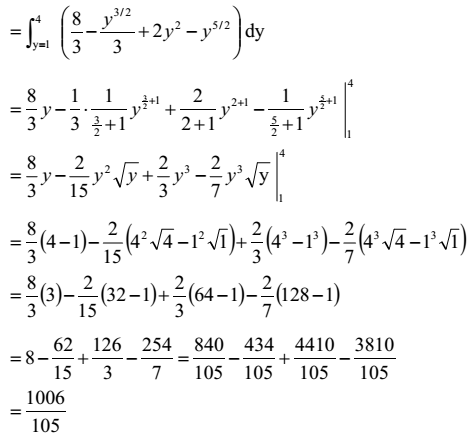 = ∫_{y=1}^{4} (8/3 − y^{3/2}/3 + 2y² − y^{5/2}) dy
= 8/3 y − 1/3 · 1/(3/2 + 1) y^{3/2+1} + 2/(2+1) y^{2+1} − 1/(5/2 + 1) y^{5/2+1} |_1^4
= 8/3 y − 2/15 y² √y + 2/3 y³ − 2/7 y³ √y |_1^4
= 8/3 (4−1) − 2/15 (4² √4 − 1² √1) + 2/3 (4³ − 1³) − 2/7 (4³ √4 − 1³ √1)
= 8/3 (3) − 2/15 (32 − 1) + 2/3 (64 − 1) − 2/7 (128 − 1)
= 8 − 62/15 + 126/3 − 254/7 = 840/105 − 434/105 + 4410/105 − 3810/105
= 1006/105